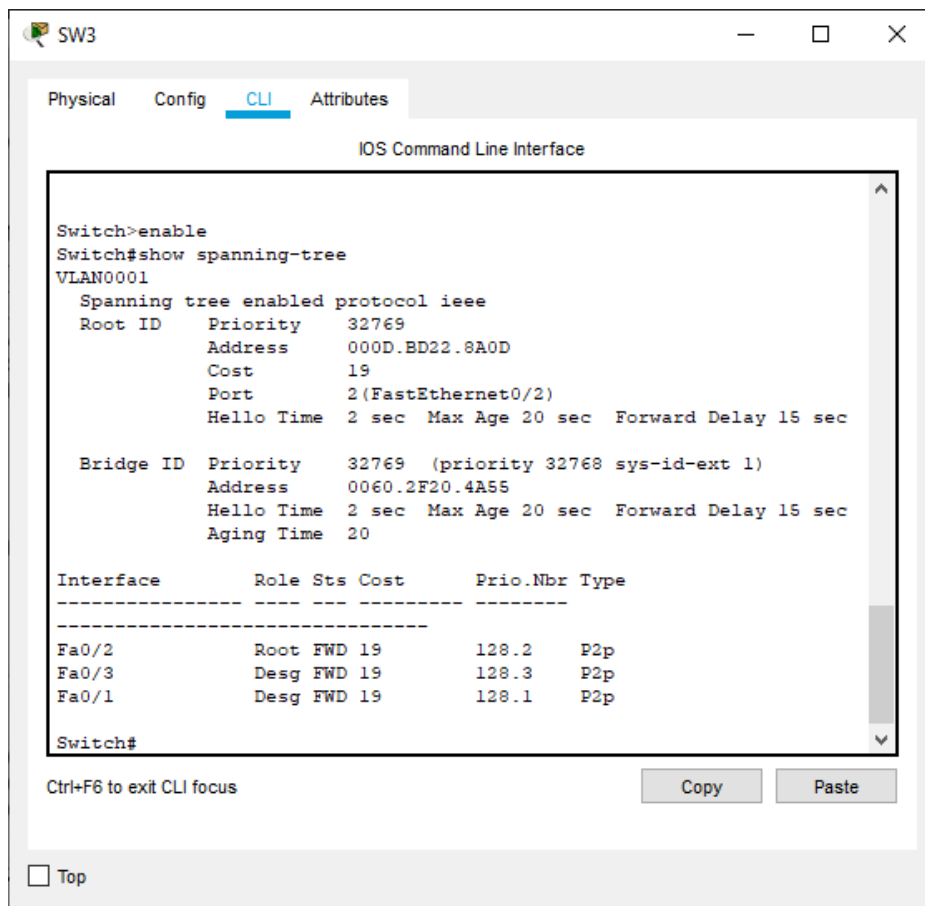 SW3
Physical Config CLI Attributes
IOS Command Line Interface
Switch>enable
Switch#show spanning-tree
VLAN0001
  Spanning tree enabled protocol ieee
  Root ID    Priority    32769
             Address     000D.BD22.8A0D
             Cost        19
             Port        2(FastEthernet0/2)
             Hello Time  2 sec  Max Age 20 sec  Forward Delay 15 sec
  Bridge ID  Priority    32769  (priority 32768 sys-id-ext 1)
             Address     0060.2F20.4A55
             Hello Time  2 sec  Max Age 20 sec  Forward Delay 15 sec
             Aging Time  20
Interface        Role Sts Cost      Prio.Nbr Type
---------------- ---- --- --------- --------
--------------------------------
Fa0/2            Root FWD 19        128.2    P2p
Fa0/3            Desg FWD 19        128.3    P2p
Fa0/1            Desg FWD 19        128.1    P2p
Switch#
Ctrl+F6 to exit CLI focus Copy Paste
Top